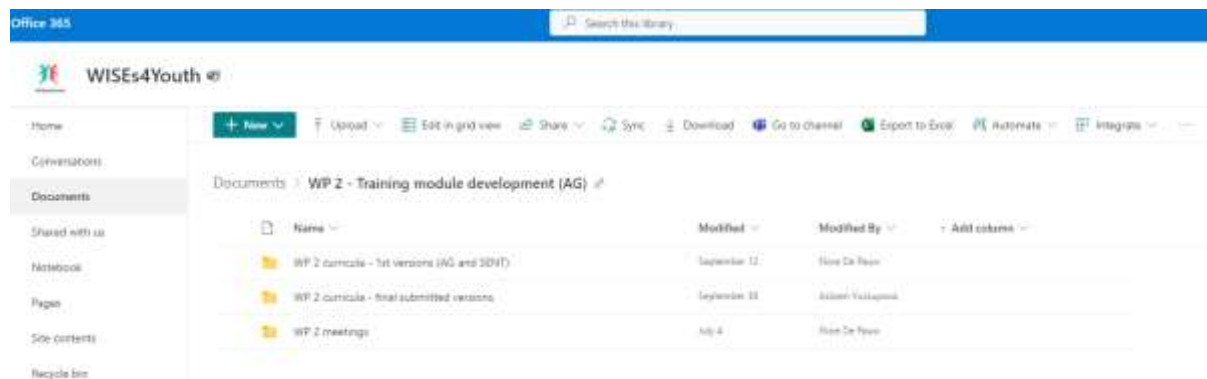 Office 365
Search this library
WISEs4Youth
Home
Conversations
Documents
Shared with us
Notebook
Pages
Site contents
Recycle bin
+ New
Upload
Edit in grid view
Share
Sync
Download
Go to channel
Export to Excel
Automate
Integrate
Documents > WP 2 - Training module development (AG)
Name
Modified
Modified By
+ Add column
WP 2 curricula - 1st versions (AG and SENT)
September 12
WP 2 curricula - final submitted versions
September
WP 2 meetings
July 4